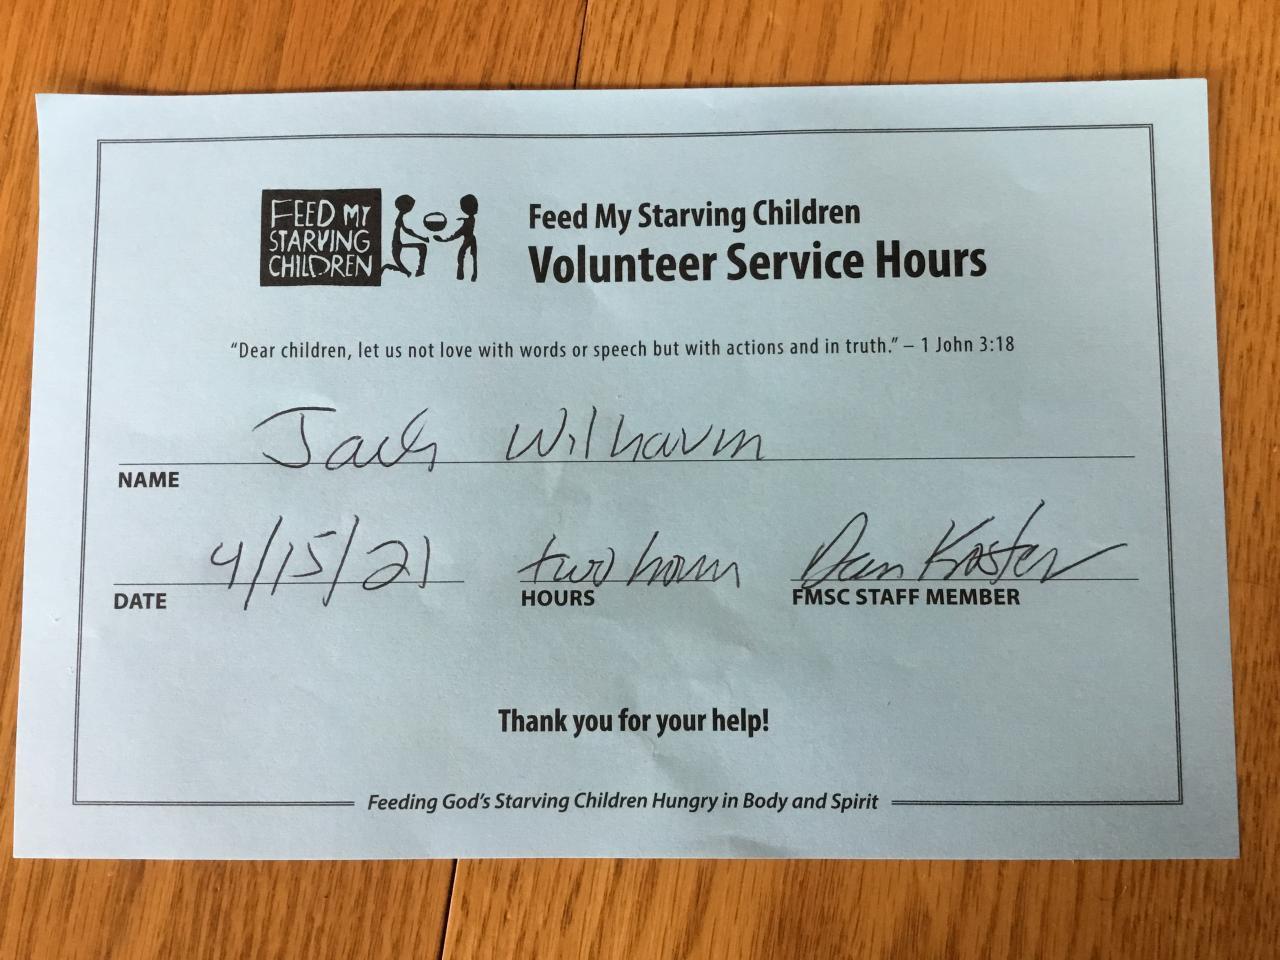 FEED MY
STARVING
CHILDREN
Feed My Starving Children
Volunteer Service Hours
"Dear children, let us not love with words or speech but with actions and in truth." – 1 John 3:18
Jack
NAME
4/15/21 two hours Dan Koster
DATE HOURS FMSC STAFF MEMBER
Thank you for your help!
Feeding God's Starving Children Hungry in Body and Spirit